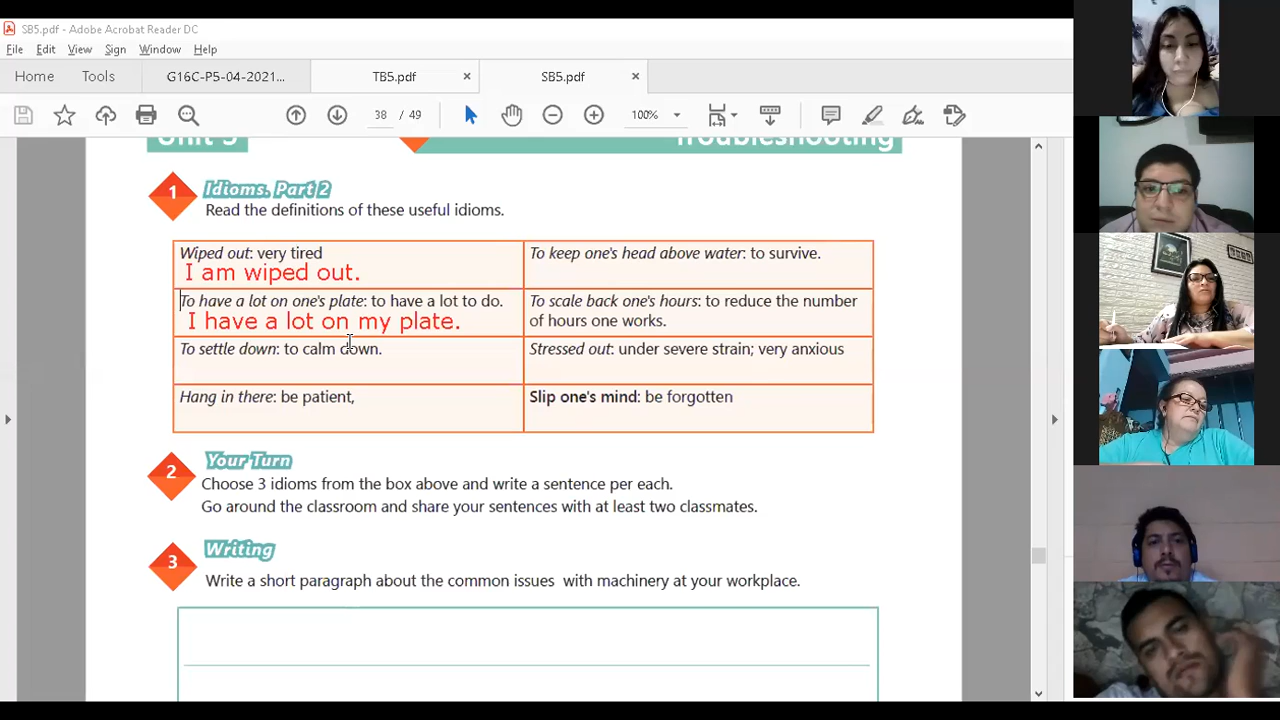 SB5.pdf - Adobe Acrobat Reader DC
File Edit View Sign Window Help
Home Tools G16C-P5-04-2021... TB5.pdf × SB5.pdf ×
38 / 49 100%
Unit 5 Troubleshooting
1 Idioms. Part 2
Read the definitions of these useful idioms.
Wiped out: very tired
I am wiped out.
To keep one's head above water: to survive.
To have a lot on one's plate: to have a lot to do.
I have a lot on my plate.
To scale back one's hours: to reduce the number
of hours one works.
To settle down: to calm down.
Stressed out: under severe strain; very anxious
Hang in there: be patient,
Slip one's mind: be forgotten
2 Your Turn
Choose 3 idioms from the box above and write a sentence per each.
Go around the classroom and share your sentences with at least two classmates.
3 Writing
Write a short paragraph about the common issues with machinery at your workplace.